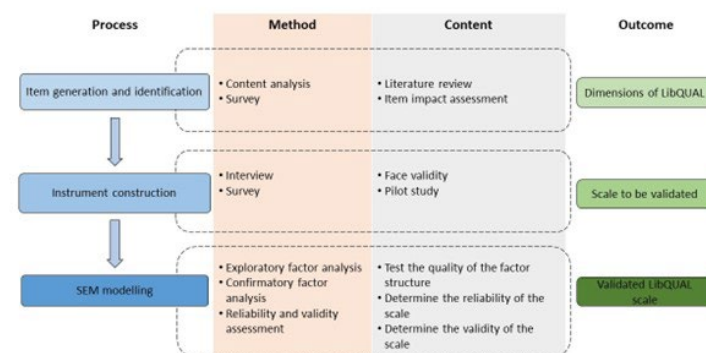 Process
Method
Content
Outcome
Item generation and identification
• Content analysis
• Survey
• Literature review
• Item impact assessment
Dimensions of LibQUAL
Instrument construction
• Interview
• Survey
• Face validity
• Pilot study
Scale to be validated
SEM modelling
• Exploratory factor analysis
• Confirmatory factor
analysis
• Reliability and validity
assessment
• Test the quality of the factor
structure
• Determine the reliability of the
scale
• Determine the validity of the
scale
Validated LibQUAL
scale